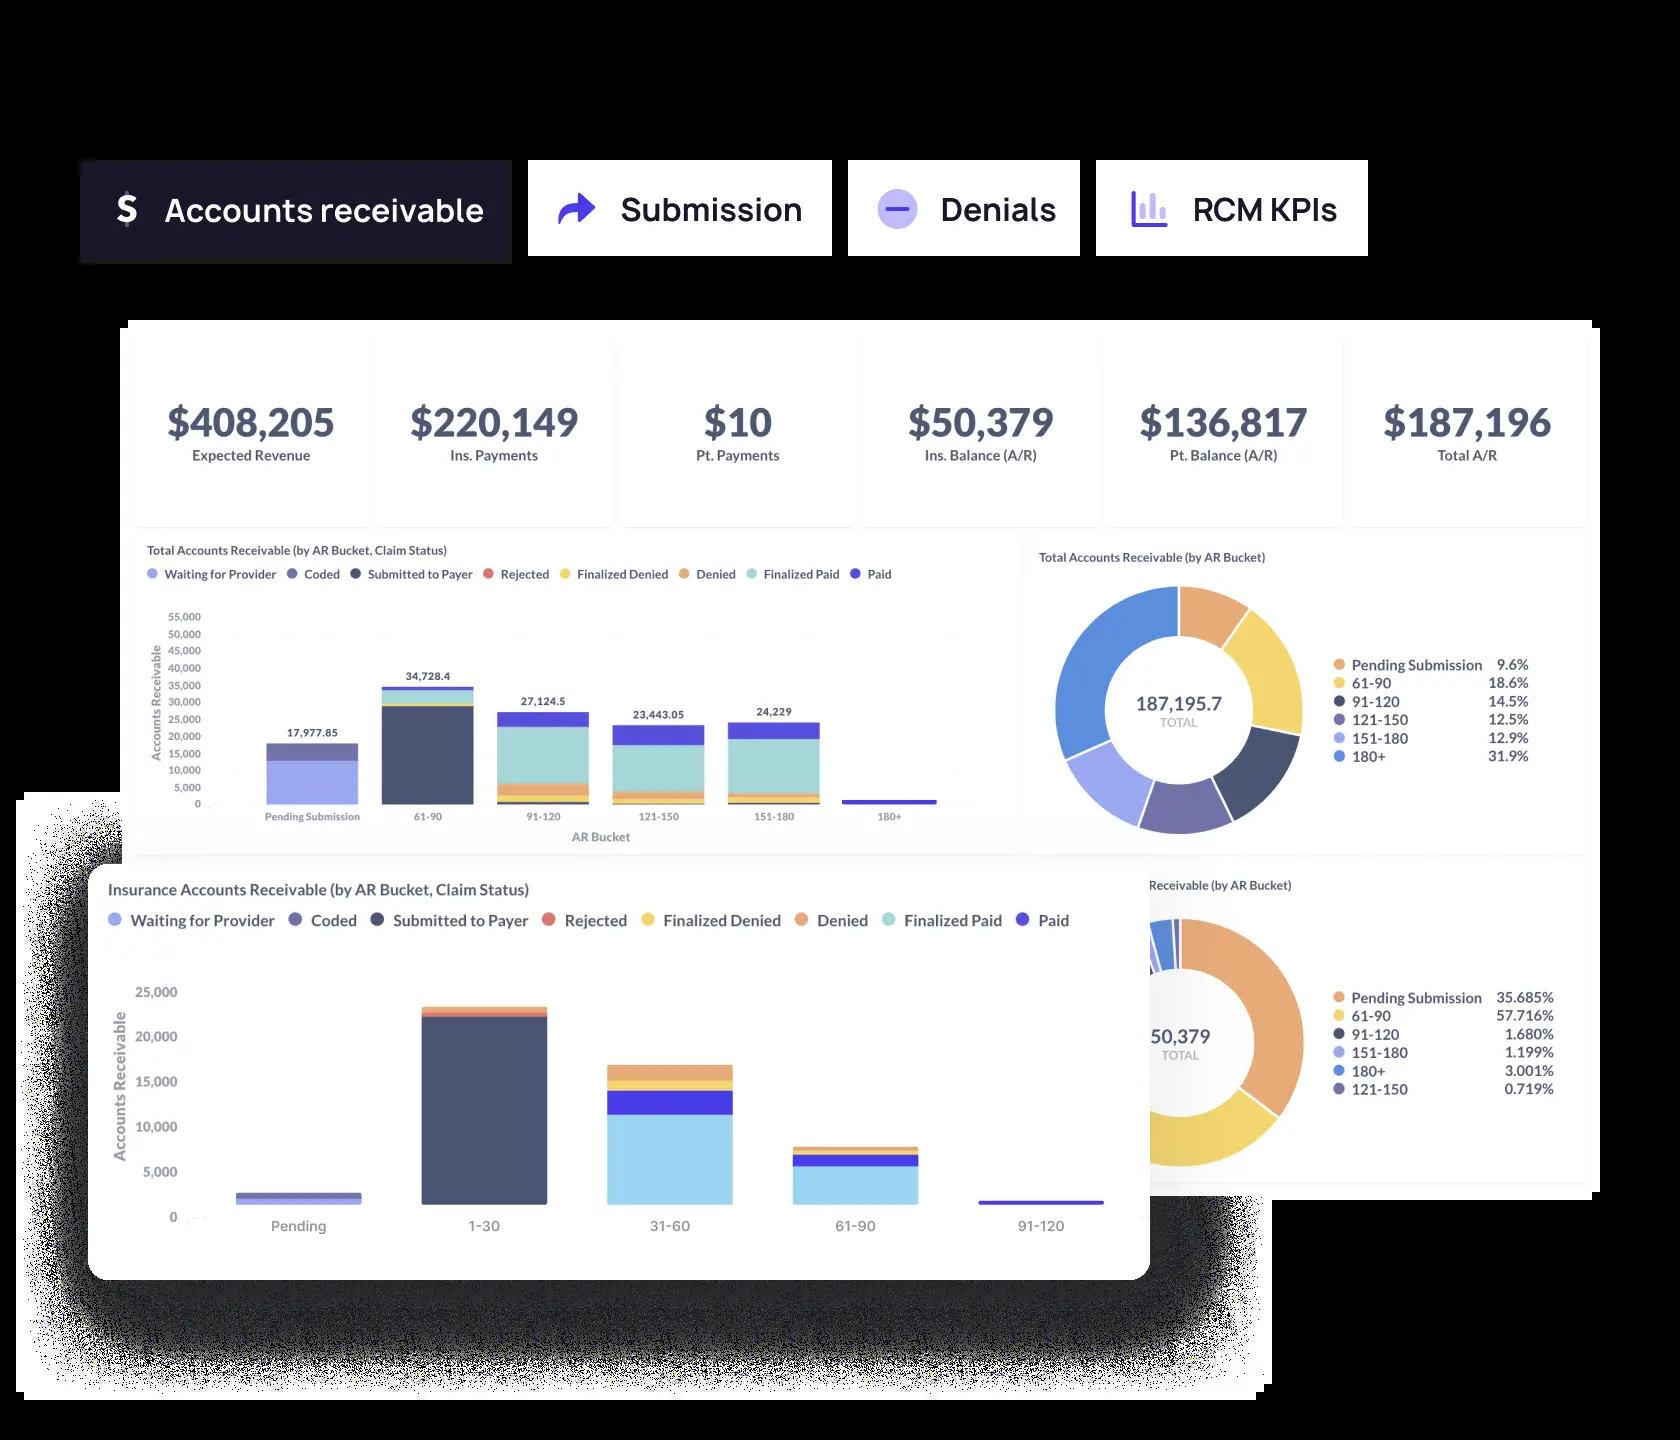 $ Accounts receivable
Submission
Denials
RCM KPIs
$408,205
Expected Revenue
$220,149
Ins. Payments
$10
Pt. Payments
$50,379
Ins. Balance (A/R)
$136,817
Pt. Balance (A/R)
$187,196
Total A/R
Total Accounts Receivable (by AR Bucket, Claim Status)
Waiting for Provider Coded Submitted to Payer Rejected Finalized Denied Denied Finalized Paid Paid
Accounts Receivable
55,000
50,000
45,000
40,000
35,000
30,000
25,000
20,000
15,000
10,000
5,000
0
17,977.85
34,728.4
27,124.5
23,443.05
24,229
Pending Submission 61-90 91-120 121-150 151-180 180+
AR Bucket
Total Accounts Receivable (by AR Bucket)
187,195.7
TOTAL
Pending Submission 9.6%
61-90 18.6%
91-120 14.5%
121-150 12.5%
151-180 12.9%
180+ 31.9%
Insurance Accounts Receivable (by AR Bucket, Claim Status)
Waiting for Provider Coded Submitted to Payer Rejected Finalized Denied Denied Finalized Paid Paid
Accounts Receivable
25,000
20,000
15,000
10,000
5,000
0
Pending 1-30 31-60 61-90 91-120
Receivable (by AR Bucket)
50,379
TOTAL
Pending Submission 35.685%
61-90 57.716%
91-120 1.680%
151-180 1.199%
180+ 3.001%
121-150 0.719%